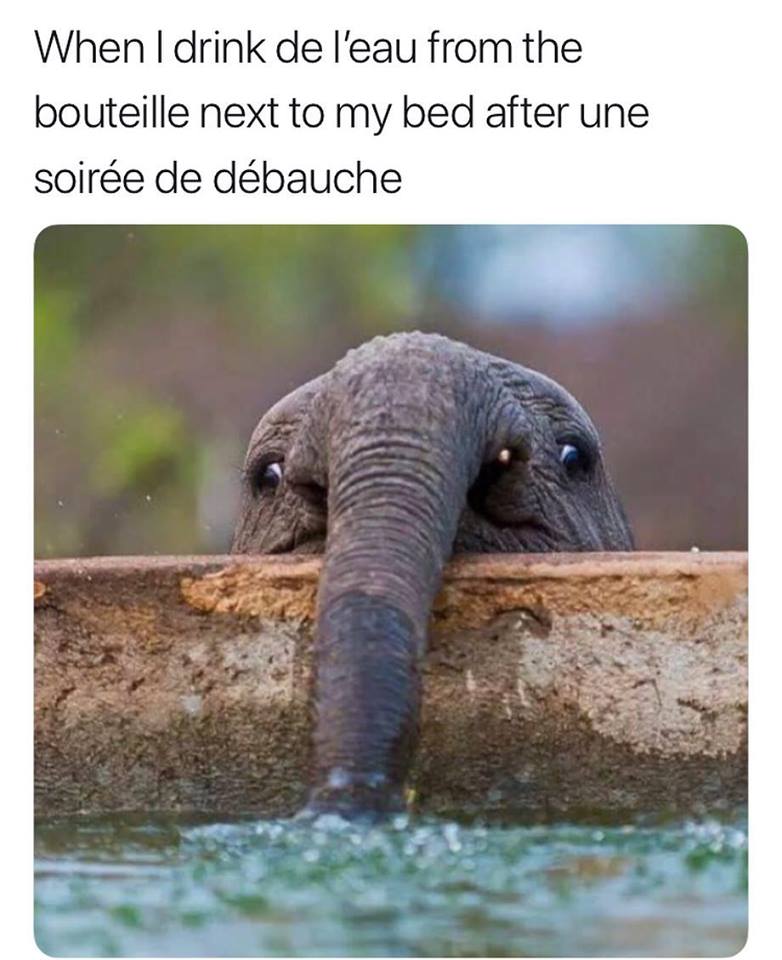 When I drink de l’eau from the
bouteille next to my bed after une
soirée de débauche